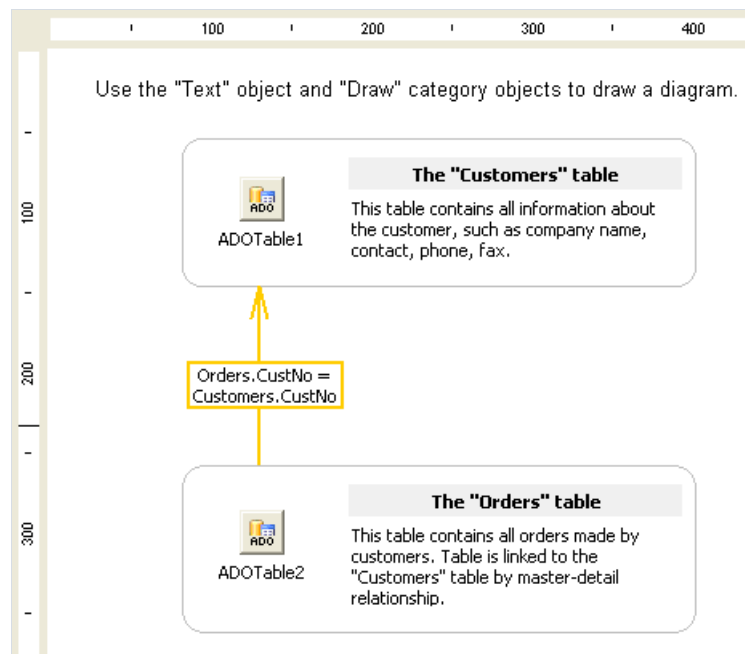 100 200 300 400
Use the "Text" object and "Draw" category objects to draw a diagram.
The "Customers" table
ADO
ADOTable1
This table contains all information about
the customer, such as company name,
contact, phone, fax.
100
200
Orders.CustNo =
Customers.CustNo
The "Orders" table
ADO
ADOTable2
This table contains all orders made by
customers. Table is linked to the
"Customers" table by master-detail
relationship.
300